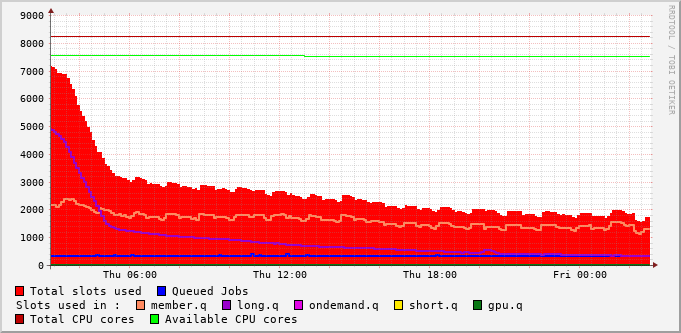 RRDTOOL / TOBI OETIKER
9000
8000
7000
6000
5000
4000
3000
2000
1000
0
Thu 06:00 Thu 12:00 Thu 18:00 Fri 00:00
Total slots used Queued Jobs
Slots used in : member.q long.q ondemand.q short.q gpu.q
Total CPU cores Available CPU cores